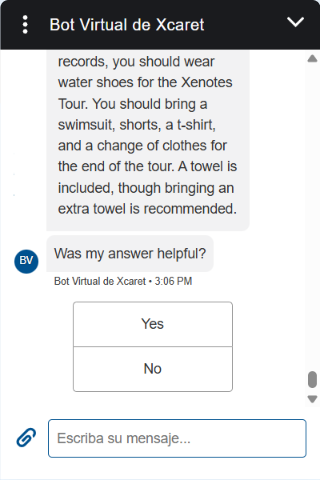 Bot Virtual de Xcaret
records, you should wear
water shoes for the Xenotes
Tour. You should bring a
swimsuit, shorts, a t-shirt,
and a change of clothes for
the end of the tour. A towel is
included, though bringing an
extra towel is recommended.
Was my answer helpful?
BV
Bot Virtual de Xcaret • 3:06 PM
Yes
No
Escriba su mensaje...